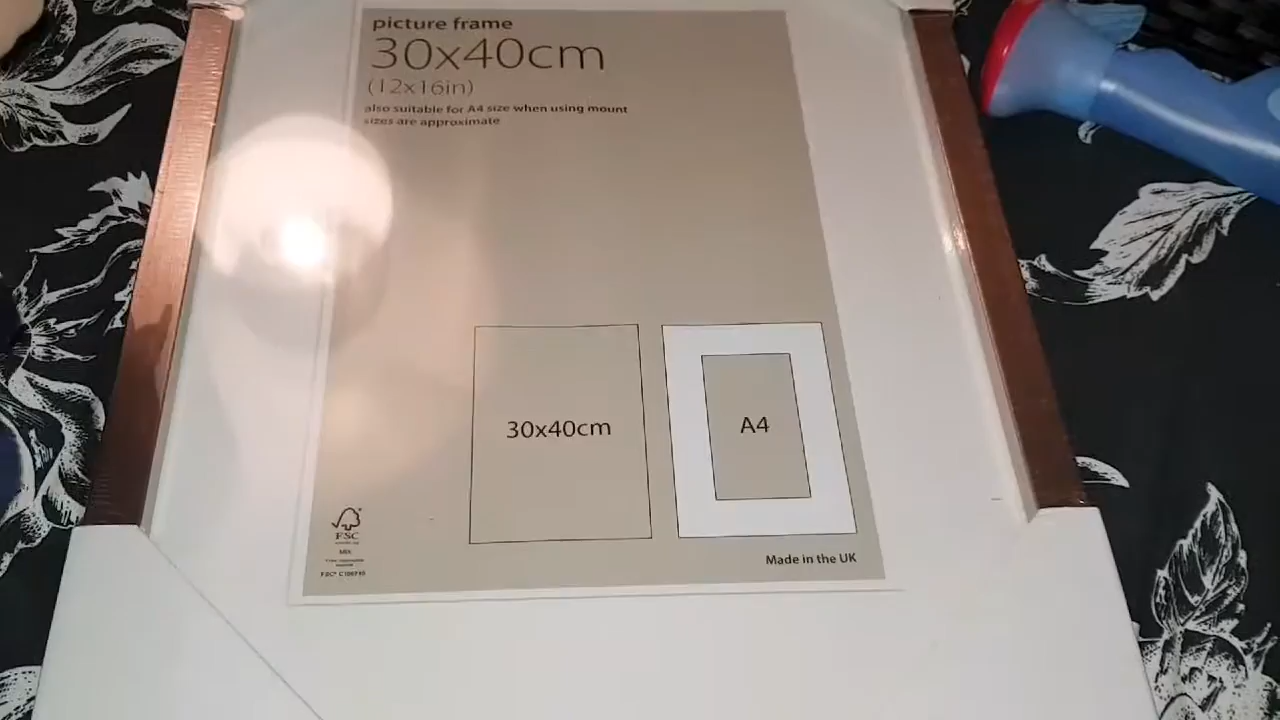 picture frame
30x40cm
(12x16in)
also suitable for A4 size when using mount
sizes are approximate
30x40cm
A4
FSC
MIX
Made in the UK